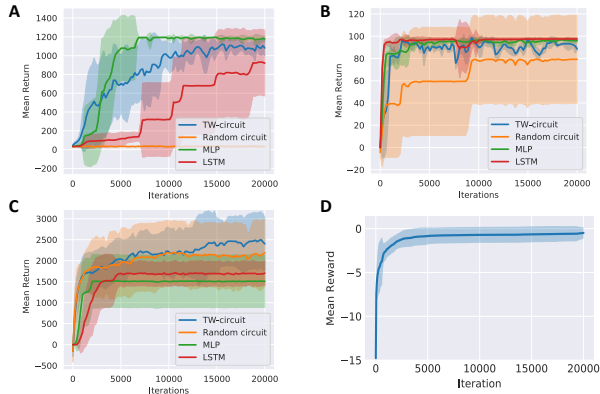 A
1400
1200
1000
800
600
400
200
0
−200
Mean Return
TW-circuit
Random circuit
MLP
LSTM
0
5000
10000
15000
20000
Iterations
B
120
100
80
60
40
20
0
−20
Mean Return
TW-circuit
Random circuit
MLP
LSTM
0
5000
10000
15000
20000
Iterations
C
3000
2500
2000
1500
1000
500
0
−500
Mean Return
TW-circuit
Random circuit
MLP
LSTM
0
5000
10000
15000
20000
Iterations
D
0
−5
−10
−15
Mean Reward
0
5000
10000
15000
20000
Iteration